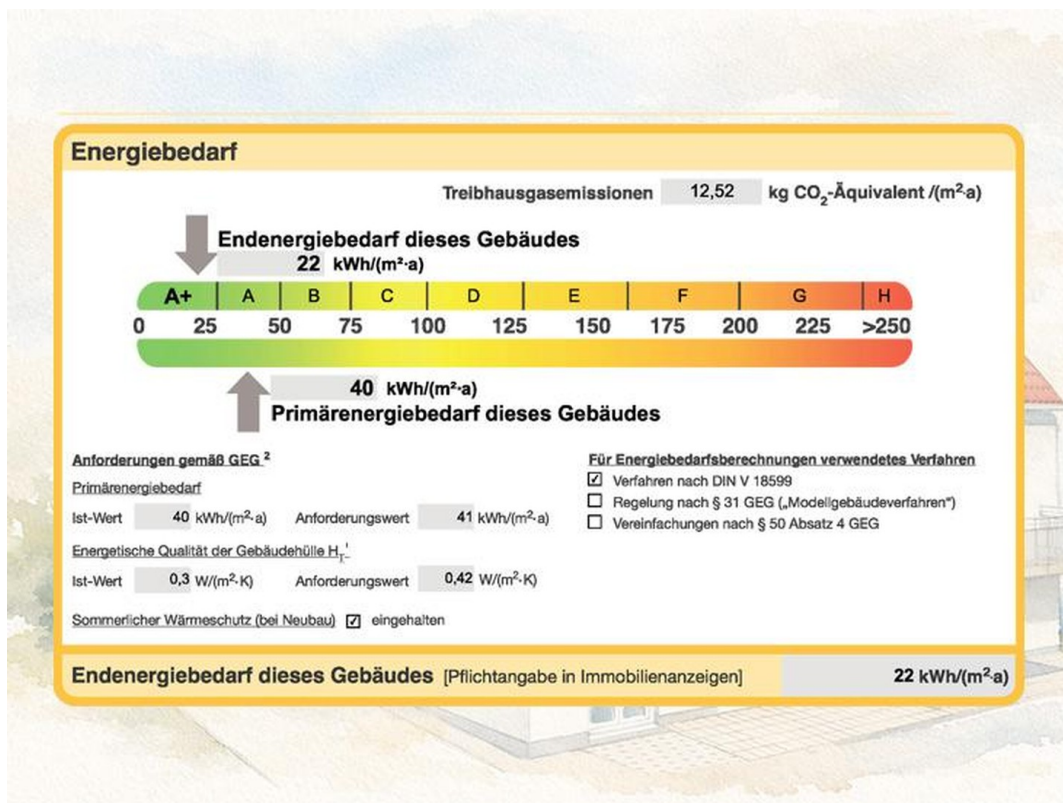 Energiebedarf
Treibhausgasemissionen 12,52 kg CO₂-Äquivalent /(m²·a)
Endenergiebedarf dieses Gebäudes
22 kWh/(m²·a)
A+ A B C D E F G H
0 25 50 75 100 125 150 175 200 225 >250
40 kWh/(m²·a)
Primärenergiebedarf dieses Gebäudes
Anforderungen gemäß GEG ²
Primärenergiebedarf
Ist-Wert 40 kWh/(m²·a) Anforderungswert 41 kWh/(m²·a)
Energetische Qualität der Gebäudehülle H_T'
Ist-Wert 0,3 W/(m²·K) Anforderungswert 0,42 W/(m²·K)
Sommerlicher Wärmeschutz (bei Neubau) ☑ eingehalten
Für Energiebedarfsberechnungen verwendetes Verfahren
☑ Verfahren nach DIN V 18599
☐ Regelung nach § 31 GEG („Modellgebäudeverfahren“)
☐ Vereinfachungen nach § 50 Absatz 4 GEG
Endenergiebedarf dieses Gebäudes [Pflichtangabe in Immobilienanzeigen] 22 kWh/(m²·a)